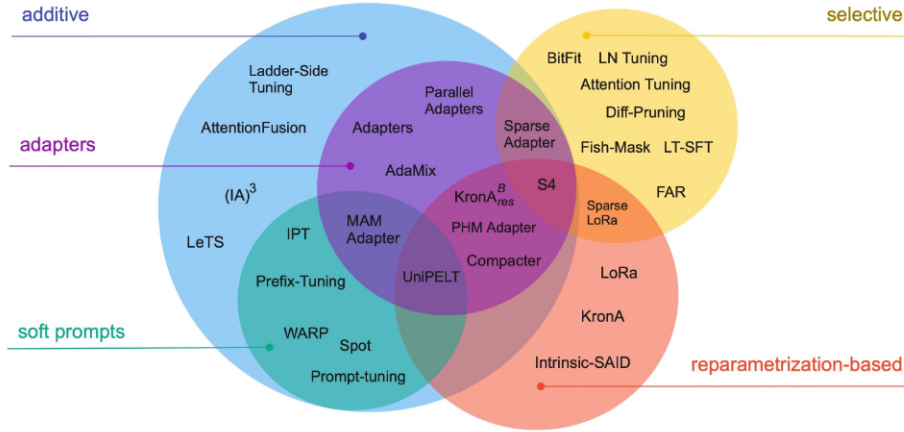 additive
selective
BitFit LN Tuning
Ladder-Side
Tuning
Attention Tuning
Parallel
Adapters
Diff-Pruning
AttentionFusion
Adapters
Sparse
Adapter
adapters
Fish-Mask LT-SFT
AdaMix
(IA)³
KronA^B_res
S4
FAR
Sparse
LoRa
LeTS
IPT
MAM
Adapter
PHM Adapter
Compacter
LoRa
Prefix-Tuning
UniPELT
KronA
soft prompts
WARP
Spot
Intrinsic-SAID
reparametrization-based
Prompt-tuning